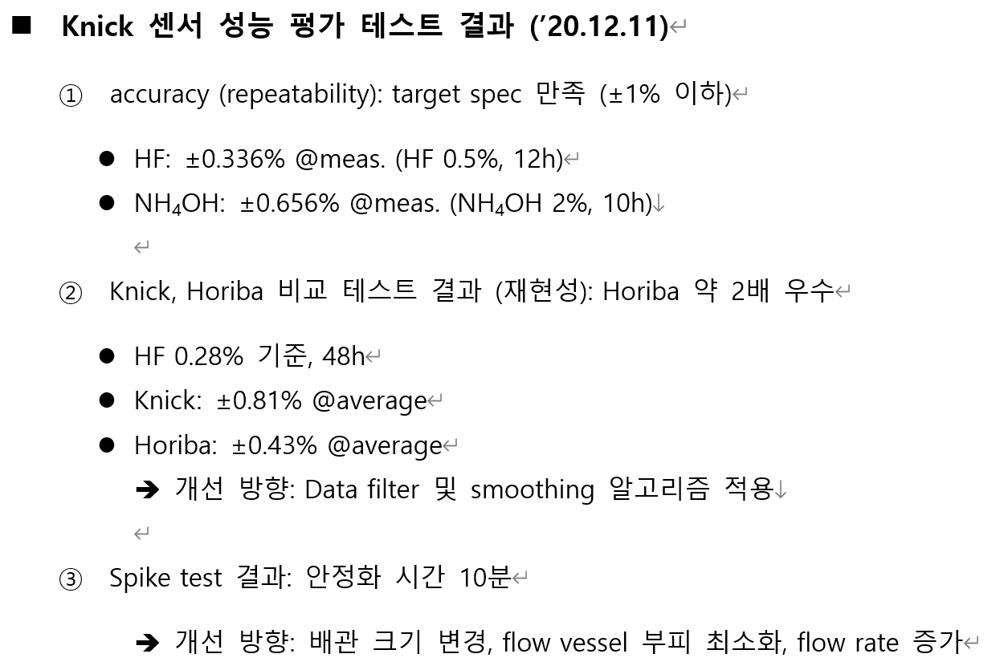 ■ Knick 센서 성능 평가 테스트 결과 (’20.12.11)↵
① accuracy (repeatability): target spec 만족 (±1% 이하)↵
● HF: ±0.336% @meas. (HF 0.5%, 12h)↵
● NH₄OH: ±0.656% @meas. (NH₄OH 2%, 10h)↓
↵
② Knick, Horiba 비교 테스트 결과 (재현성): Horiba 약 2배 우수↵
● HF 0.28% 기준, 48h↵
● Knick: ±0.81% @average↵
● Horiba: ±0.43% @average↵
➔ 개선 방향: Data filter 및 smoothing 알고리즘 적용↓
↵
③ Spike test 결과: 안정화 시간 10분↵
➔ 개선 방향: 배관 크기 변경, flow vessel 부피 최소화, flow rate 증가↵